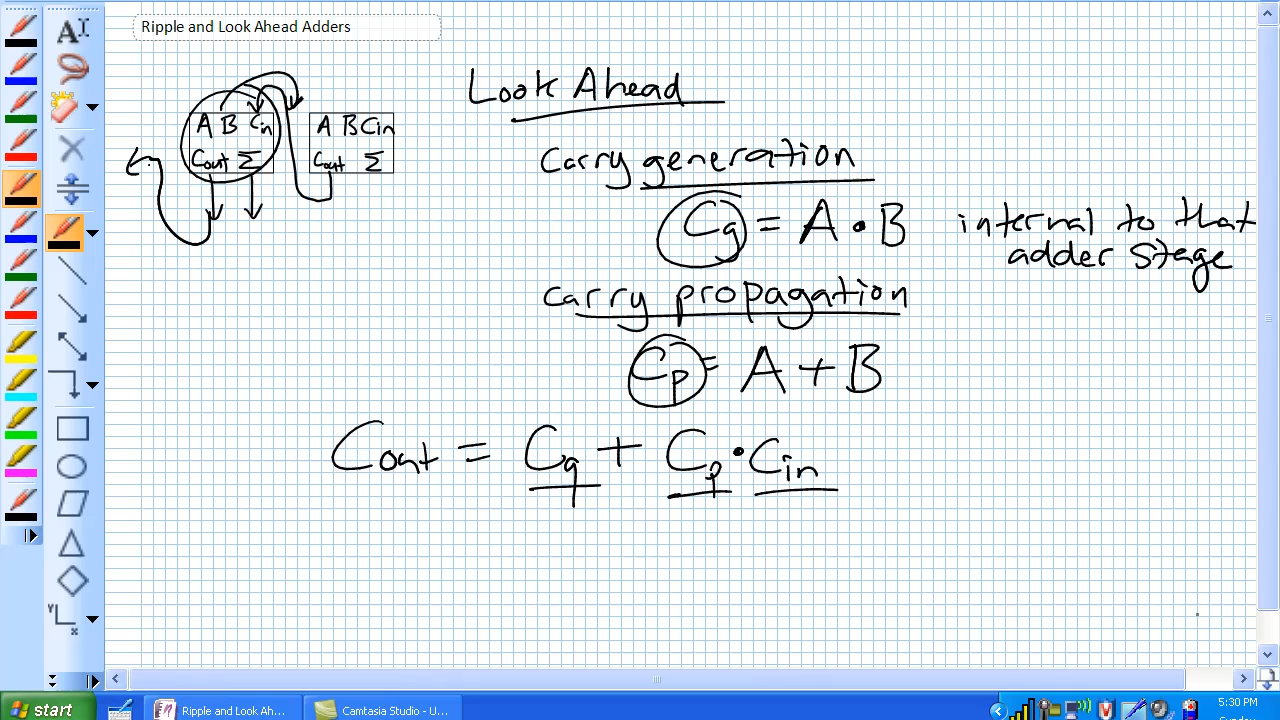 Ripple and Look Ahead Adders
Look Ahead
A B Cin
Cout Σ
A B Cin
Cout Σ
Carry generation
Cg = A • B
internal to that
adder Stage
Carry propagation
Cp = A + B
Cout = Cg + Cp • Cin
start
Ripple and Look Ah...
Camtasia Studio - U...
5:30 PM
Sunday